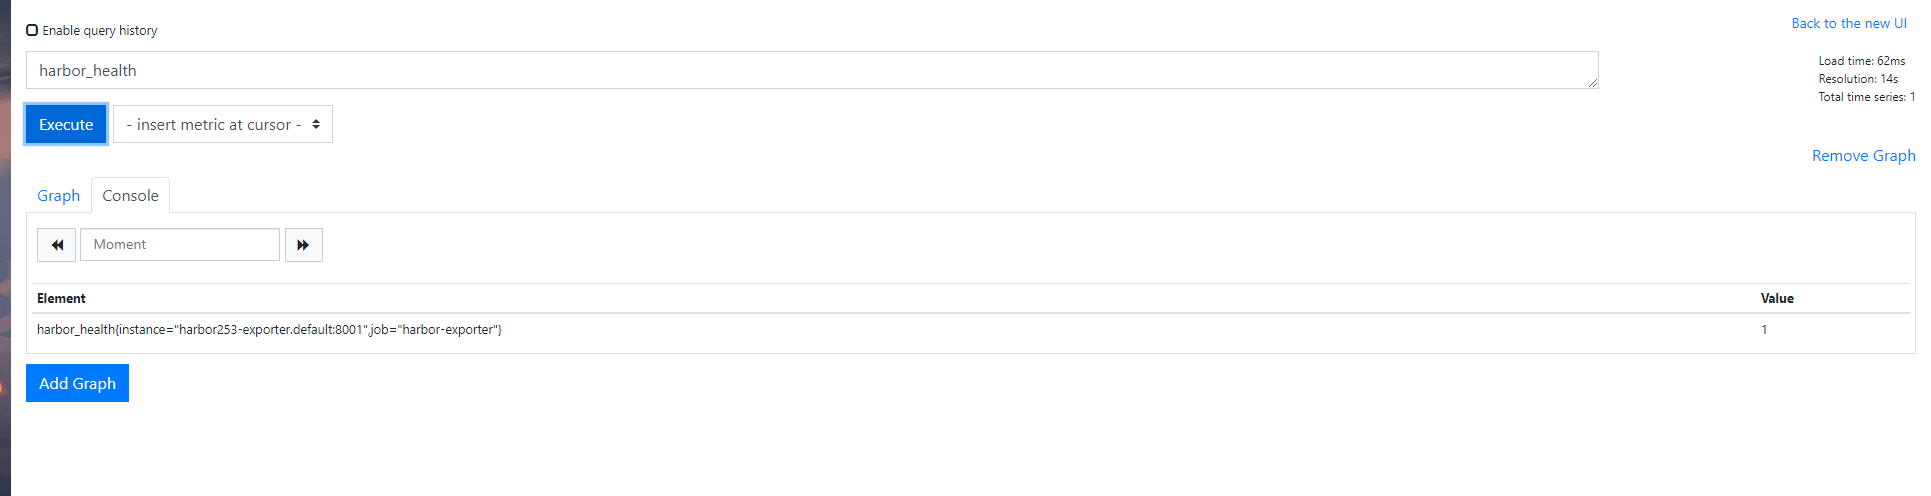 Enable query history
Back to the new UI
harbor_health
Load time: 62ms
Resolution: 14s
Total time series: 1
Execute
- insert metric at cursor -
Remove Graph
Graph
Console
Moment
Element
Value
harbor_health{instance="harbor253-exporter.default:8001",job="harbor-exporter"}
1
Add Graph